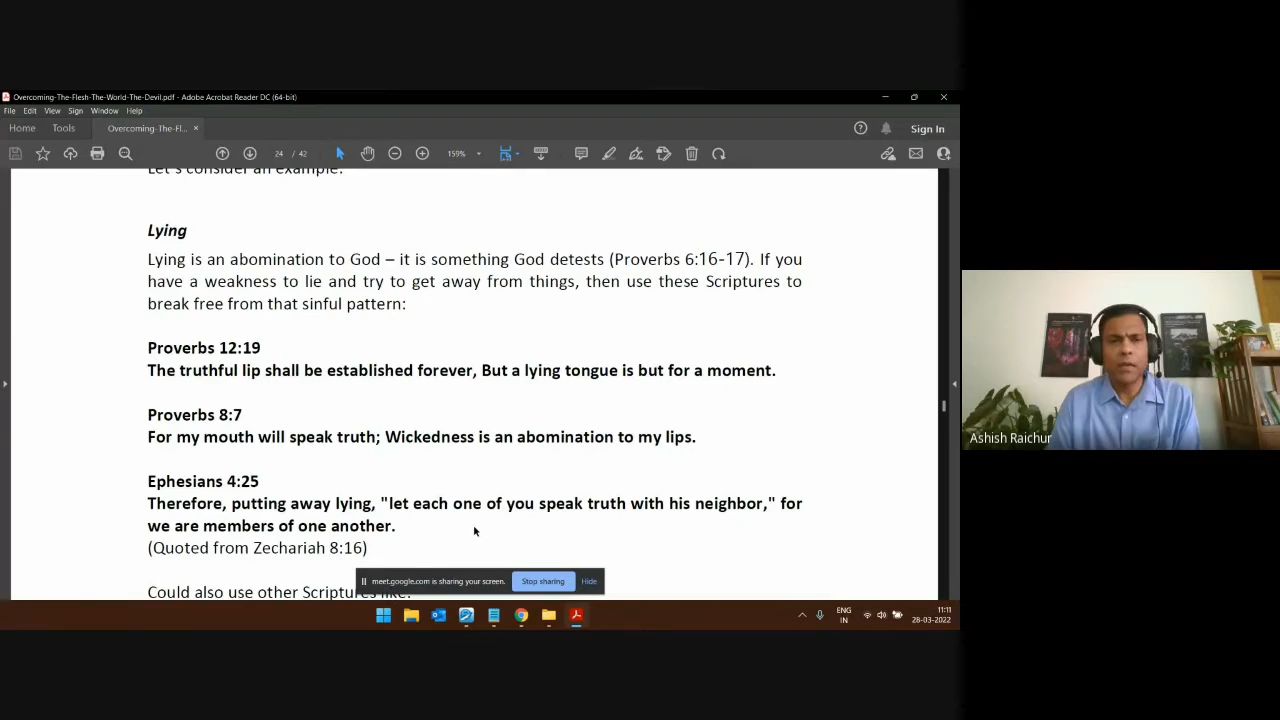 Overcoming-The-Flesh-The-World-The-Devil.pdf - Adobe Acrobat Reader DC (64-bit)
File Edit View Sign Window Help
Home Tools Overcoming-The-Fl... × Sign In
24 / 42 159%
Let's consider an example:
Lying
Lying is an abomination to God – it is something God detests (Proverbs 6:16-17). If you
have a weakness to lie and try to get away from things, then use these Scriptures to
break free from that sinful pattern:
Proverbs 12:19
The truthful lip shall be established forever, But a lying tongue is but for a moment.
Proverbs 8:7
For my mouth will speak truth; Wickedness is an abomination to my lips.
Ephesians 4:25
Therefore, putting away lying, "let each one of you speak truth with his neighbor," for
we are members of one another.
(Quoted from Zechariah 8:16)
meet.google.com is sharing your screen. Stop sharing Hide
Could also use other Scriptures like:
ENG
IN
11:11
28-03-2022
Ashish Raichur